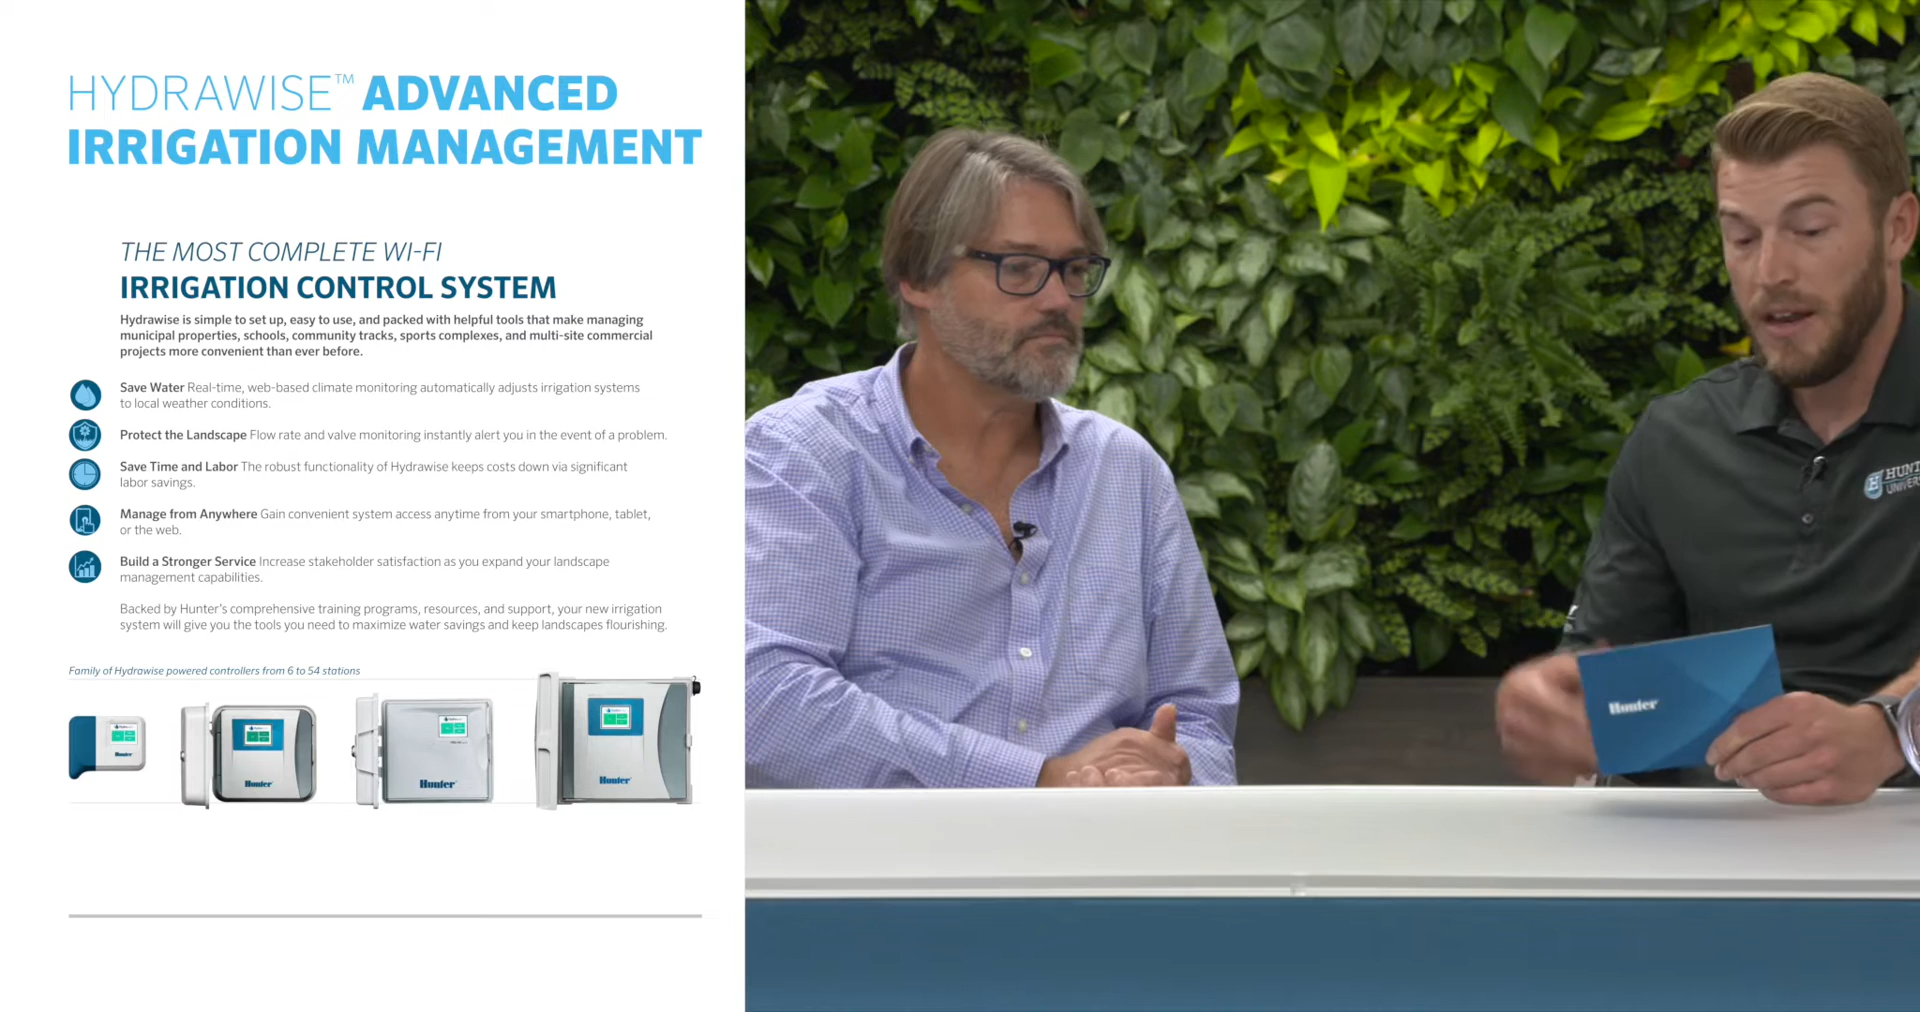 HYDRAWISE™ ADVANCED
IRRIGATION MANAGEMENT
THE MOST COMPLETE WI-FI
IRRIGATION CONTROL SYSTEM
Hydrawise is simple to set up, easy to use, and packed with helpful tools that make managing
municipal properties, schools, community tracks, sports complexes, and multi-site commercial
projects more convenient than ever before.
Save Water Real-time, web-based climate monitoring automatically adjusts irrigation systems
to local weather conditions.
Protect the Landscape Flow rate and valve monitoring instantly alert you in the event of a problem.
Save Time and Labor The robust functionality of Hydrawise keeps costs down via significant
labor savings.
Manage from Anywhere Gain convenient system access anytime from your smartphone, tablet,
or the web.
Build a Stronger Service Increase stakeholder satisfaction as you expand your landscape
management capabilities.
Backed by Hunter's comprehensive training programs, resources, and support, your new irrigation
system will give you the tools you need to maximize water savings and keep landscapes flourishing.
Family of Hydrawise powered controllers from 6 to 54 stations
Hunter
Hunter
Hunter
Hunter
HUNT
UNIVER
Hunter